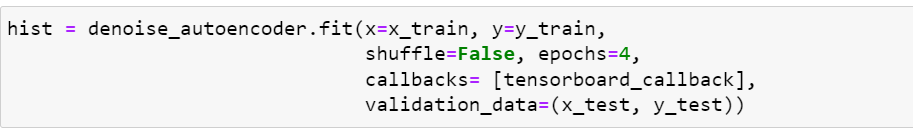 hist = denoise_autoencoder.fit(x=x_train, y=y_train,
shuffle=False, epochs=4,
callbacks= [tensorboard_callback],
validation_data=(x_test, y_test))